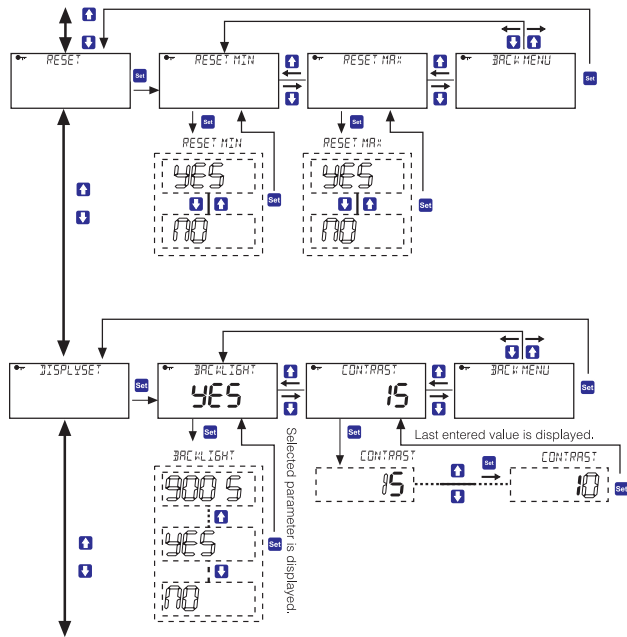 RESET
RESET MIN
RESET MAX
BACK MENU
Set
Set
Set
Set
RESET MIN
RESET MAX
YES
YES
Set
Set
NO
NO
DISPLYSET
BACKLIGHT
CONTRAST
BACK MENU
Set
YES
15
Set
Set
Set
Last entered value is displayed.
BACKLIGHT
CONTRAST
CONTRAST
Set
900 S
15
10
Set
YES
Set
NO
Selected parameter is displayed.